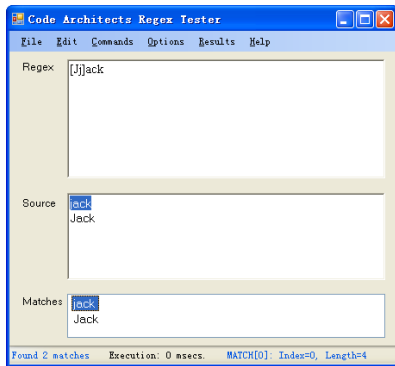 Code Architects Regex Tester
File Edit Commands Options Results Help
Regex
[Jj]ack
Source
jack
Jack
Matches
jack
Jack
Found 2 matches Execution: 0 msecs. MATCH[0]: Index=0, Length=4